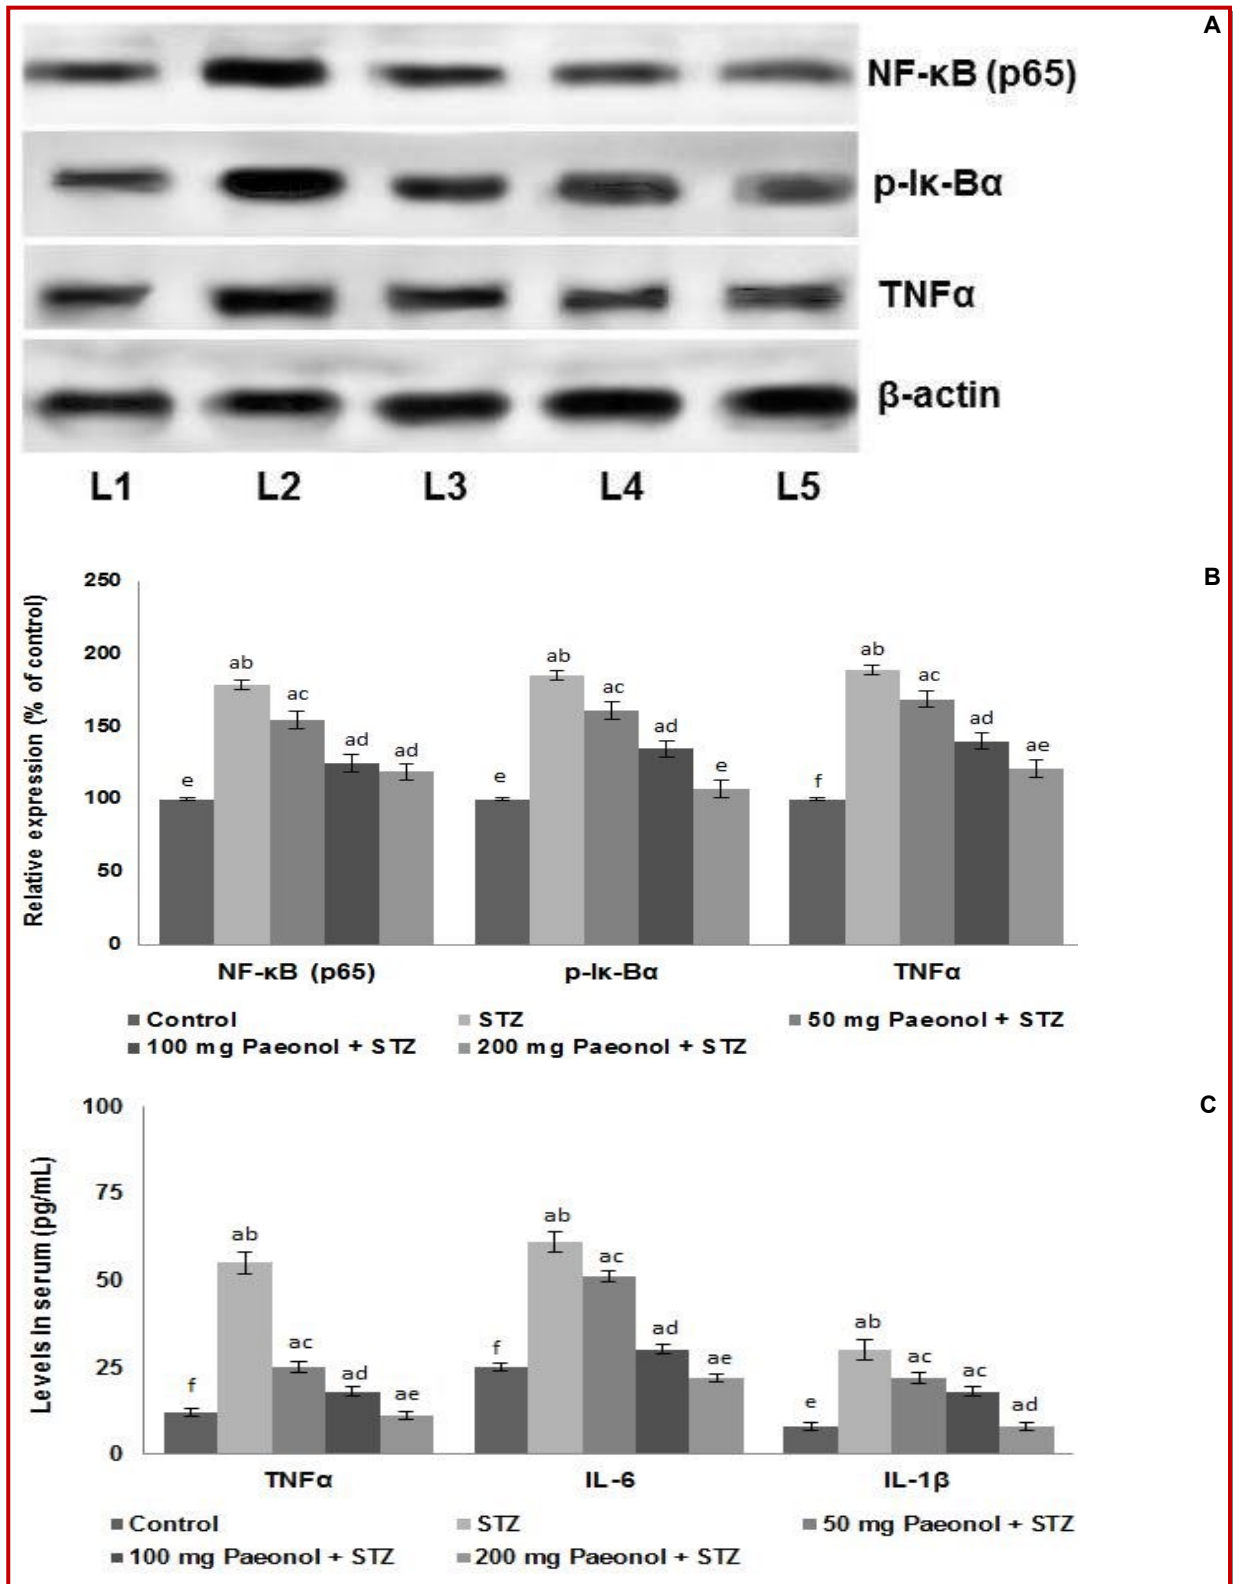 A
NF-κB (p65)
p-Iκ-Bα
TNFα
β-actin
L1 L2 L3 L4 L5
B
Relative expression (% of control)
250
200
150
100
50
0
e ab ac ad ad
e ab ac ad e
f ab ac ad ae
NF-κB (p65) p-Iκ-Bα TNFα
Control STZ 50 mg Paeonol + STZ
100 mg Paeonol + STZ 200 mg Paeonol + STZ
C
Levels in serum (pg/mL)
100
75
50
25
0
f ab ac ad ae
f ab ac ad ae
e ab ac ac ad
TNFα IL-6 IL-1β
Control STZ 50 mg Paeonol + STZ
100 mg Paeonol + STZ 200 mg Paeonol + STZ